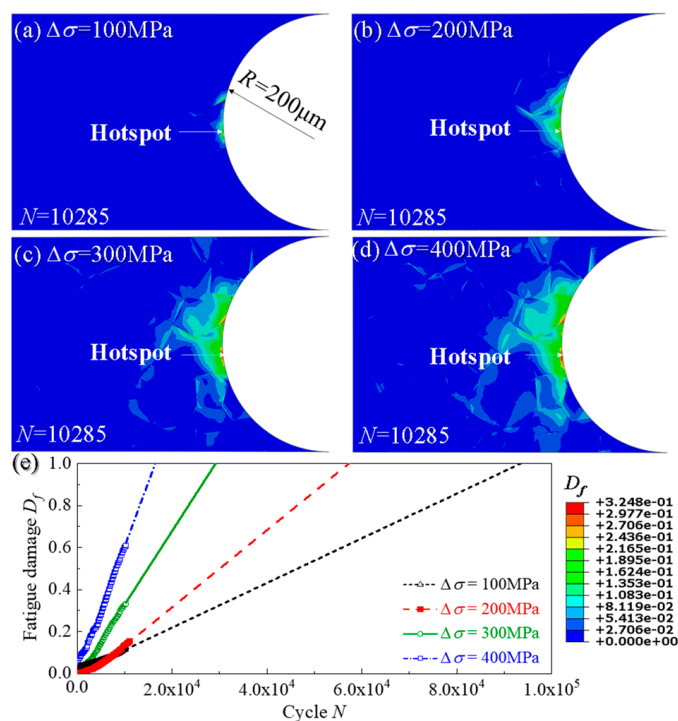 (a) Δσ=100MPa
R=200μm
Hotspot
N=10285
(b) Δσ=200MPa
Hotspot
N=10285
(c) Δσ=300MPa
Hotspot
N=10285
(d) Δσ=400MPa
Hotspot
N=10285
(e)
Fatigue damage D_f
1.0
0.8
0.6
0.4
0.2
0.0
Δσ = 100MPa
Δσ = 200MPa
Δσ = 300MPa
Δσ = 400MPa
0.0 2.0x10⁴ 4.0x10⁴ 6.0x10⁴ 8.0x10⁴ 1.0x10⁵
Cycle N
D_f
+3.248e-01
+2.977e-01
+2.706e-01
+2.436e-01
+2.165e-01
+1.895e-01
+1.624e-01
+1.353e-01
+1.083e-01
+8.119e-02
+5.413e-02
+2.706e-02
+0.000e+00